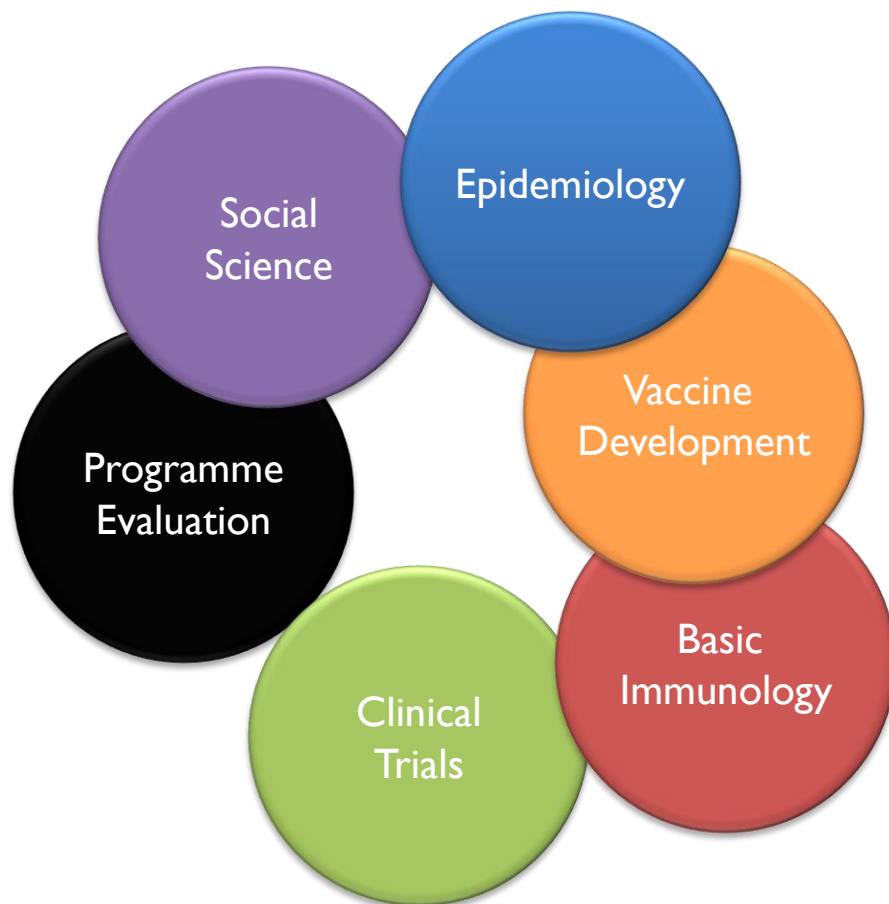 Epidemiology
Social
Science
Vaccine
Development
Programme
Evaluation
Basic
Immunology
Clinical
Trials